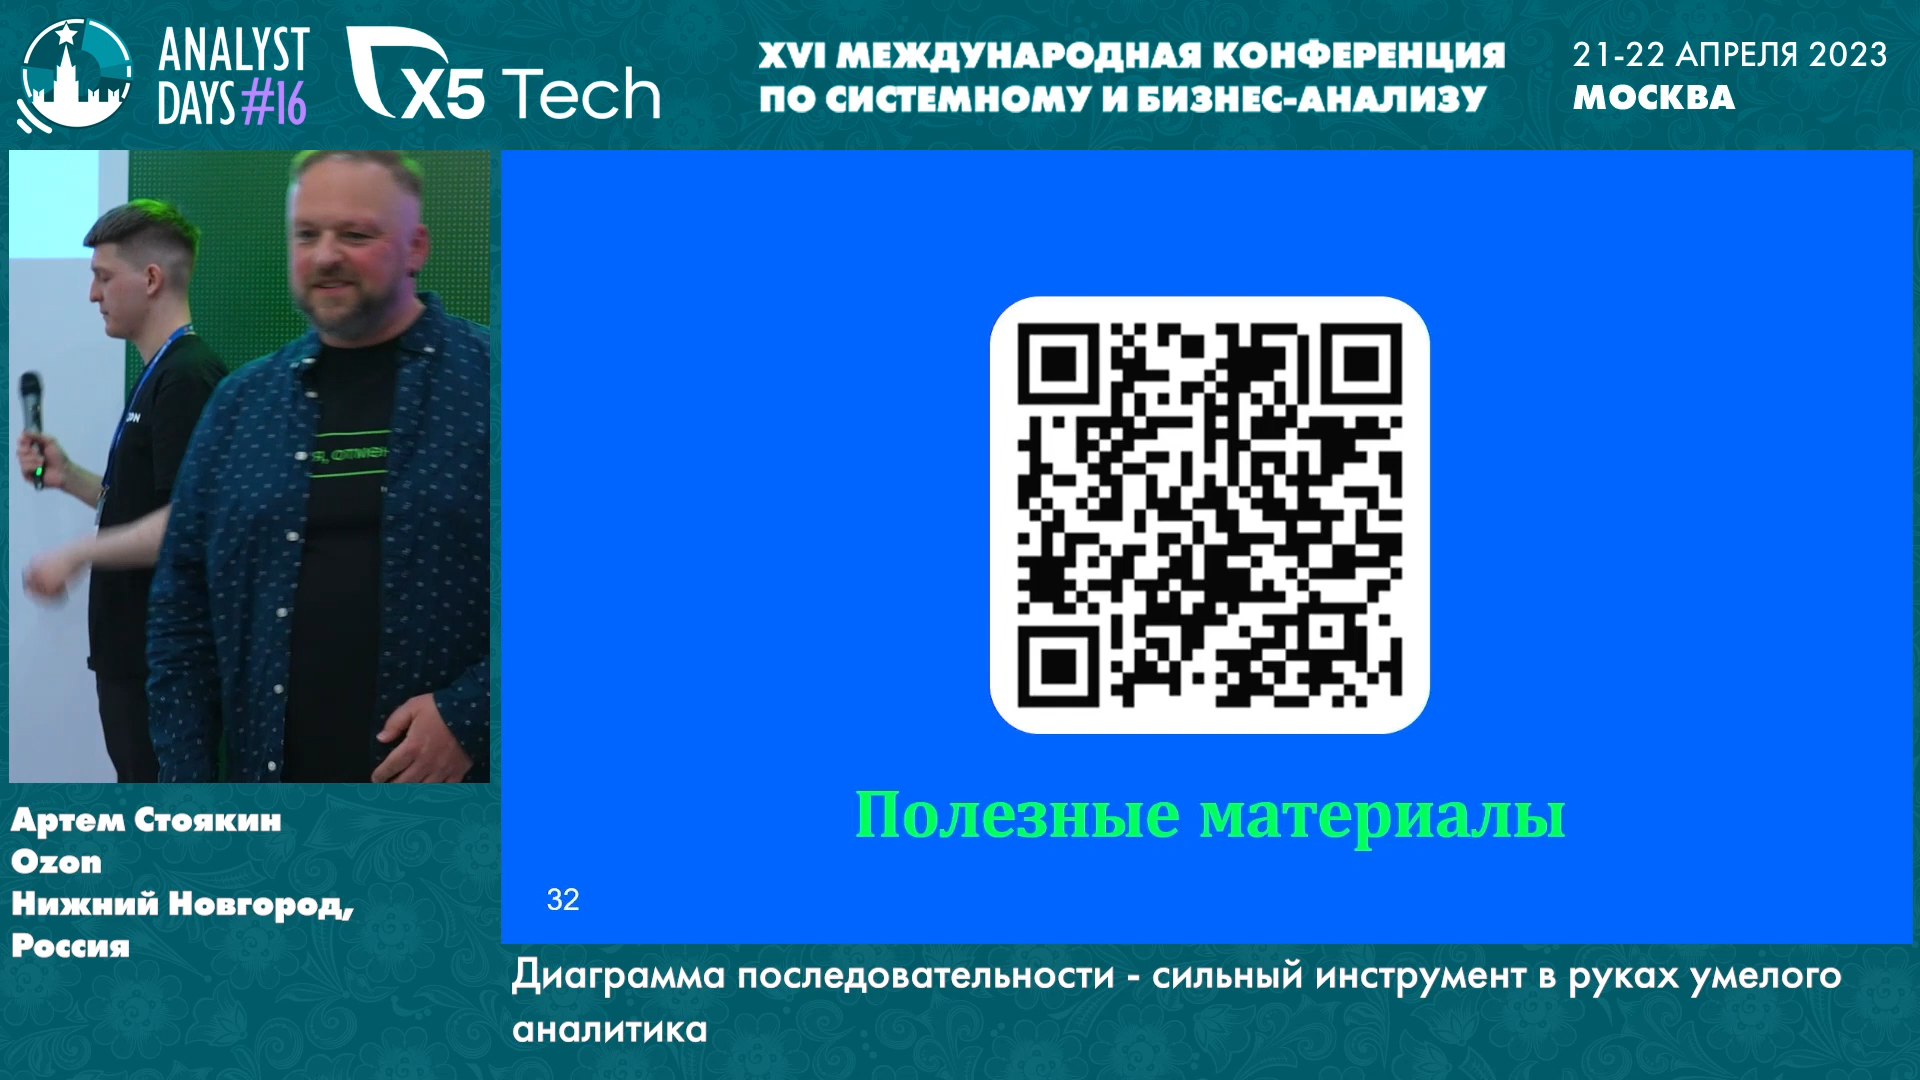 ANALYST
DAYS #16
X5 Tech
XVI МЕЖДУНАРОДНАЯ КОНФЕРЕНЦИЯ
ПО СИСТЕМНОМУ И БИЗНЕС-АНАЛИЗУ
21-22 АПРЕЛЯ 2023
МОСКВА
Полезные материалы
32
Артем Стоякин
Ozon
Нижний Новгород,
Россия
Диаграмма последовательности - сильный инструмент в руках умелого
аналитика